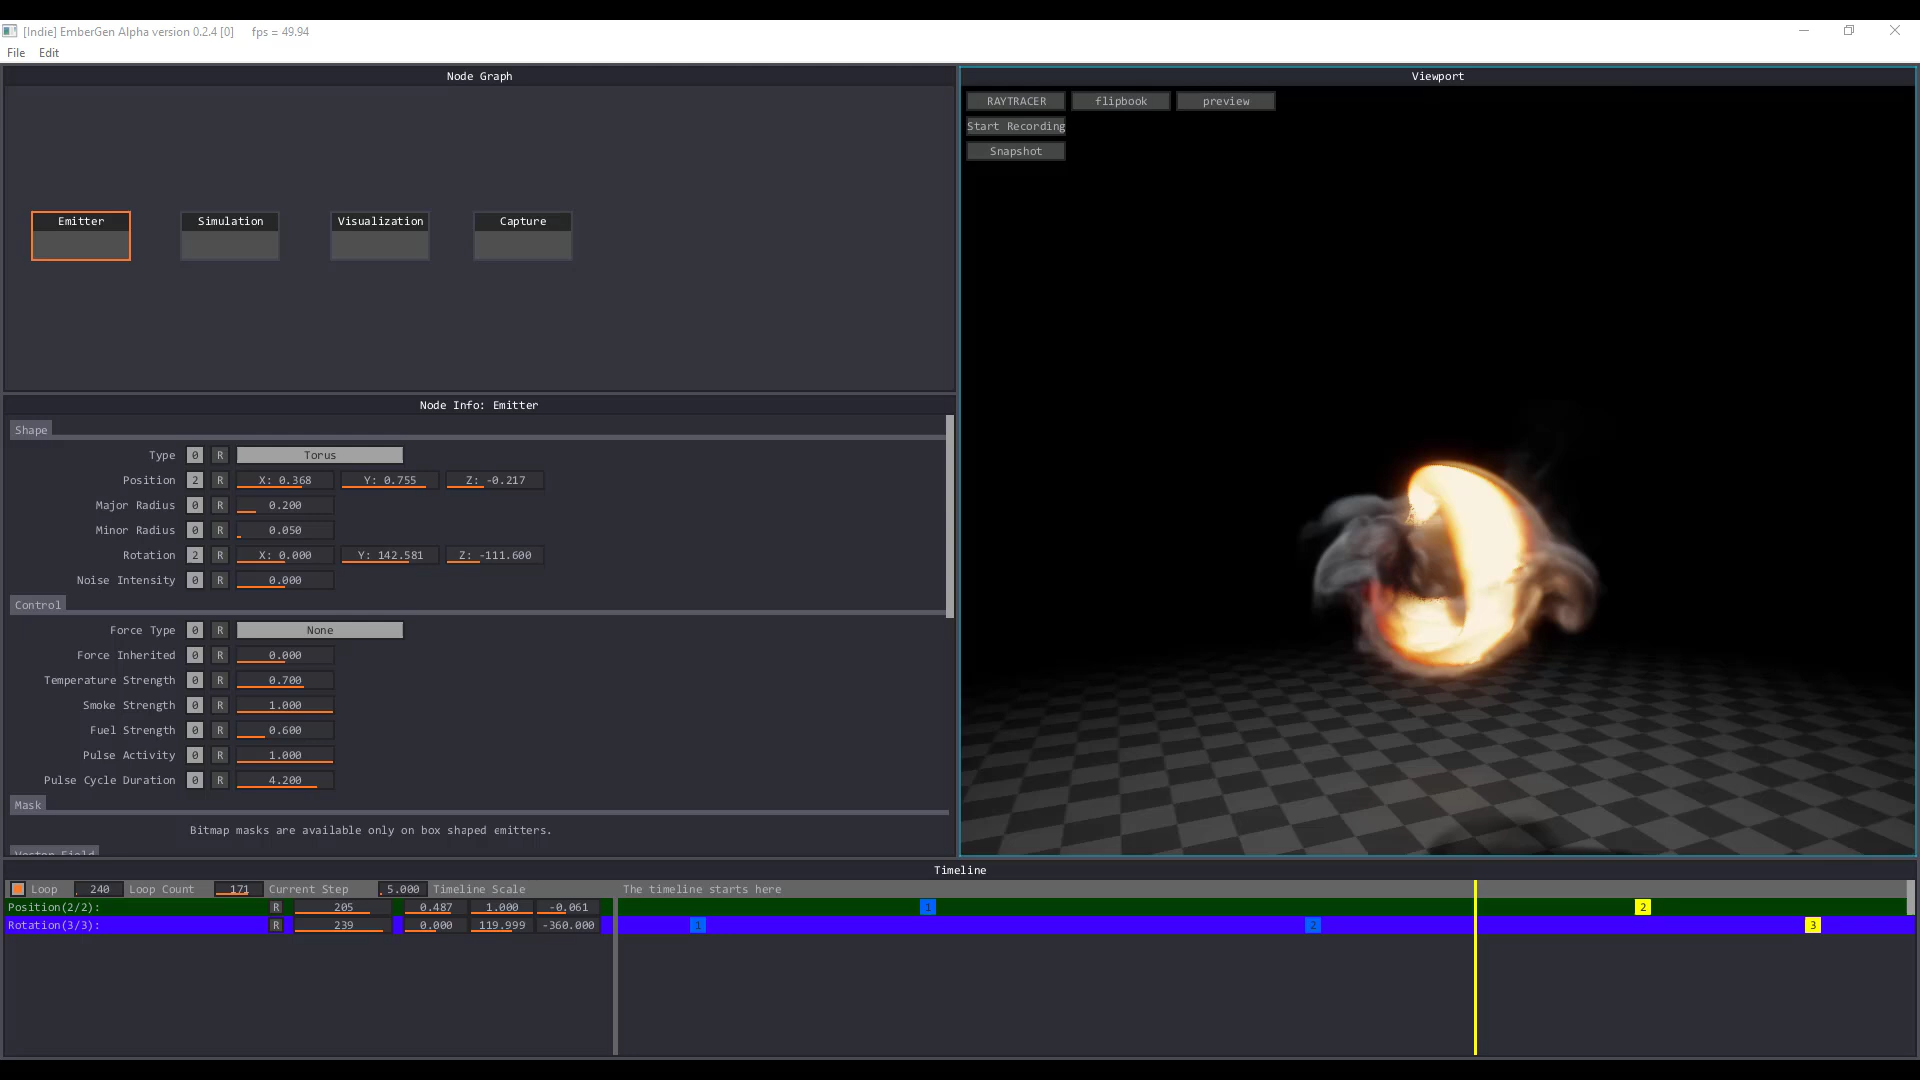 [Indie] EmberGen Alpha version 0.2.4 [0] fps = 49.94
File Edit
Node Graph
Emitter Simulation Visualization Capture
Node Info: Emitter
Shape
Type 0 R Torus
Position 2 R X: 0.368 Y: 0.755 Z: -0.217
Major Radius 0 R 0.200
Minor Radius 0 R 0.050
Rotation 2 R X: 0.000 Y: 142.581 Z: -111.600
Noise Intensity 0 R 0.000
Control
Force Type 0 R None
Force Inherited 0 R 0.000
Temperature Strength 0 R 0.700
Smoke Strength 0 R 1.000
Fuel Strength 0 R 0.600
Pulse Activity 0 R 1.000
Pulse Cycle Duration 0 R 4.200
Mask
Bitmap masks are available only on box shaped emitters.
Vector Field
Viewport
RAYTRACER flipbook preview
Start Recording
Snapshot
Timeline
Loop 240 Loop Count 171 Current Step 5.000 Timeline Scale The timeline starts here
Position(2/2): R 205 0.487 1.000 -0.061 1 2
Rotation(3/3): R 239 0.000 119.999 -360.000 1 2 3